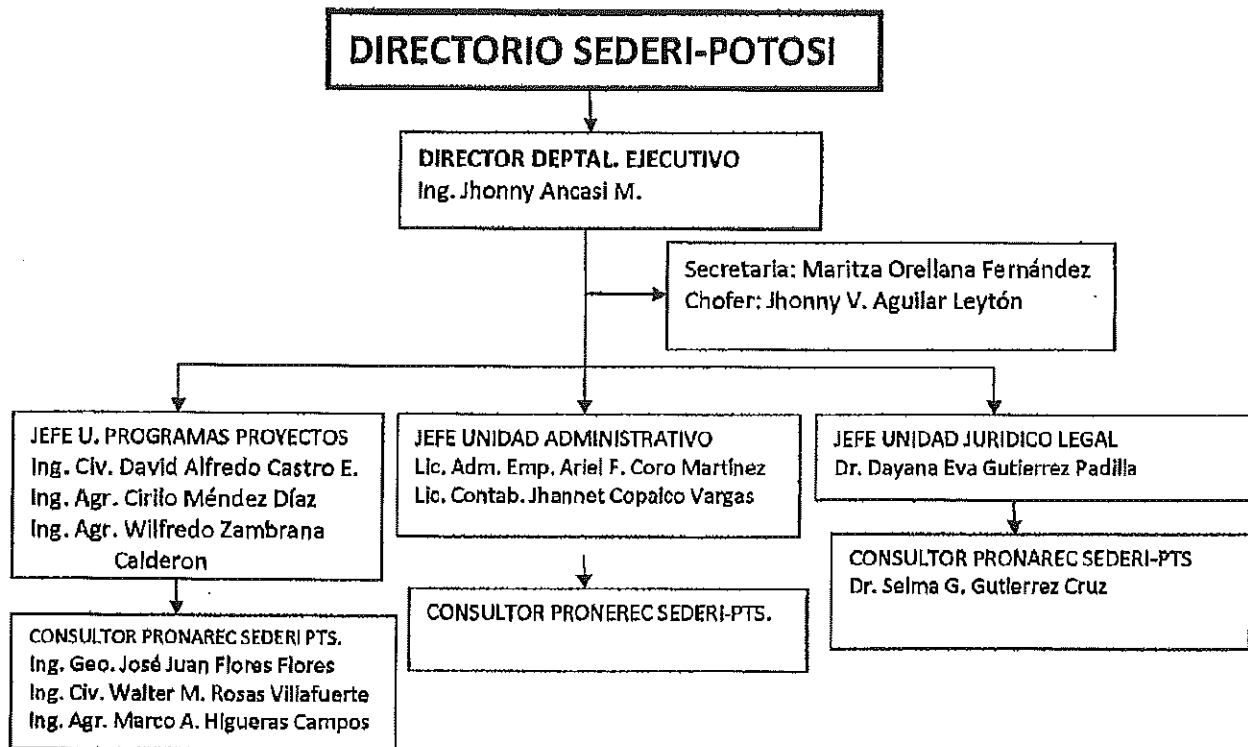 DIRECTORIO SEDERI-POTOSI
DIRECTOR DEPTAL. EJECUTIVO
Ing. Jhonny Ancasi M.
Secretaria: Maritza Orellana Fernández
Chofer: Jhonny V. Aguilar Leytón
JEFE U. PROGRAMAS PROYECTOS
Ing. Civ. David Alfredo Castro E.
Ing. Agr. Cirilo Méndez Díaz
Ing. Agr. Wilfredo Zambrana
Calderon
JEFE UNIDAD ADMINISTRATIVO
Lic. Adm. Emp. Ariel F. Coro Martínez
Lic. Contab. Jhannet Copalco Vargas
JEFE UNIDAD JURIDICO LEGAL
Dr. Dayana Eva Gutierrez Padilla
CONSULTOR PRONAREC SEDERI PTS.
Ing. Geo. José Juan Flores Flores
Ing. Civ. Walter M. Rosas Villafuerte
Ing. Agr. Marco A. Higueras Campos
CONSULTOR PRONEREC SEDERI-PTS.
CONSULTOR PRONAREC SEDERI-PTS
Dr. Selma G. Gutierrez Cruz